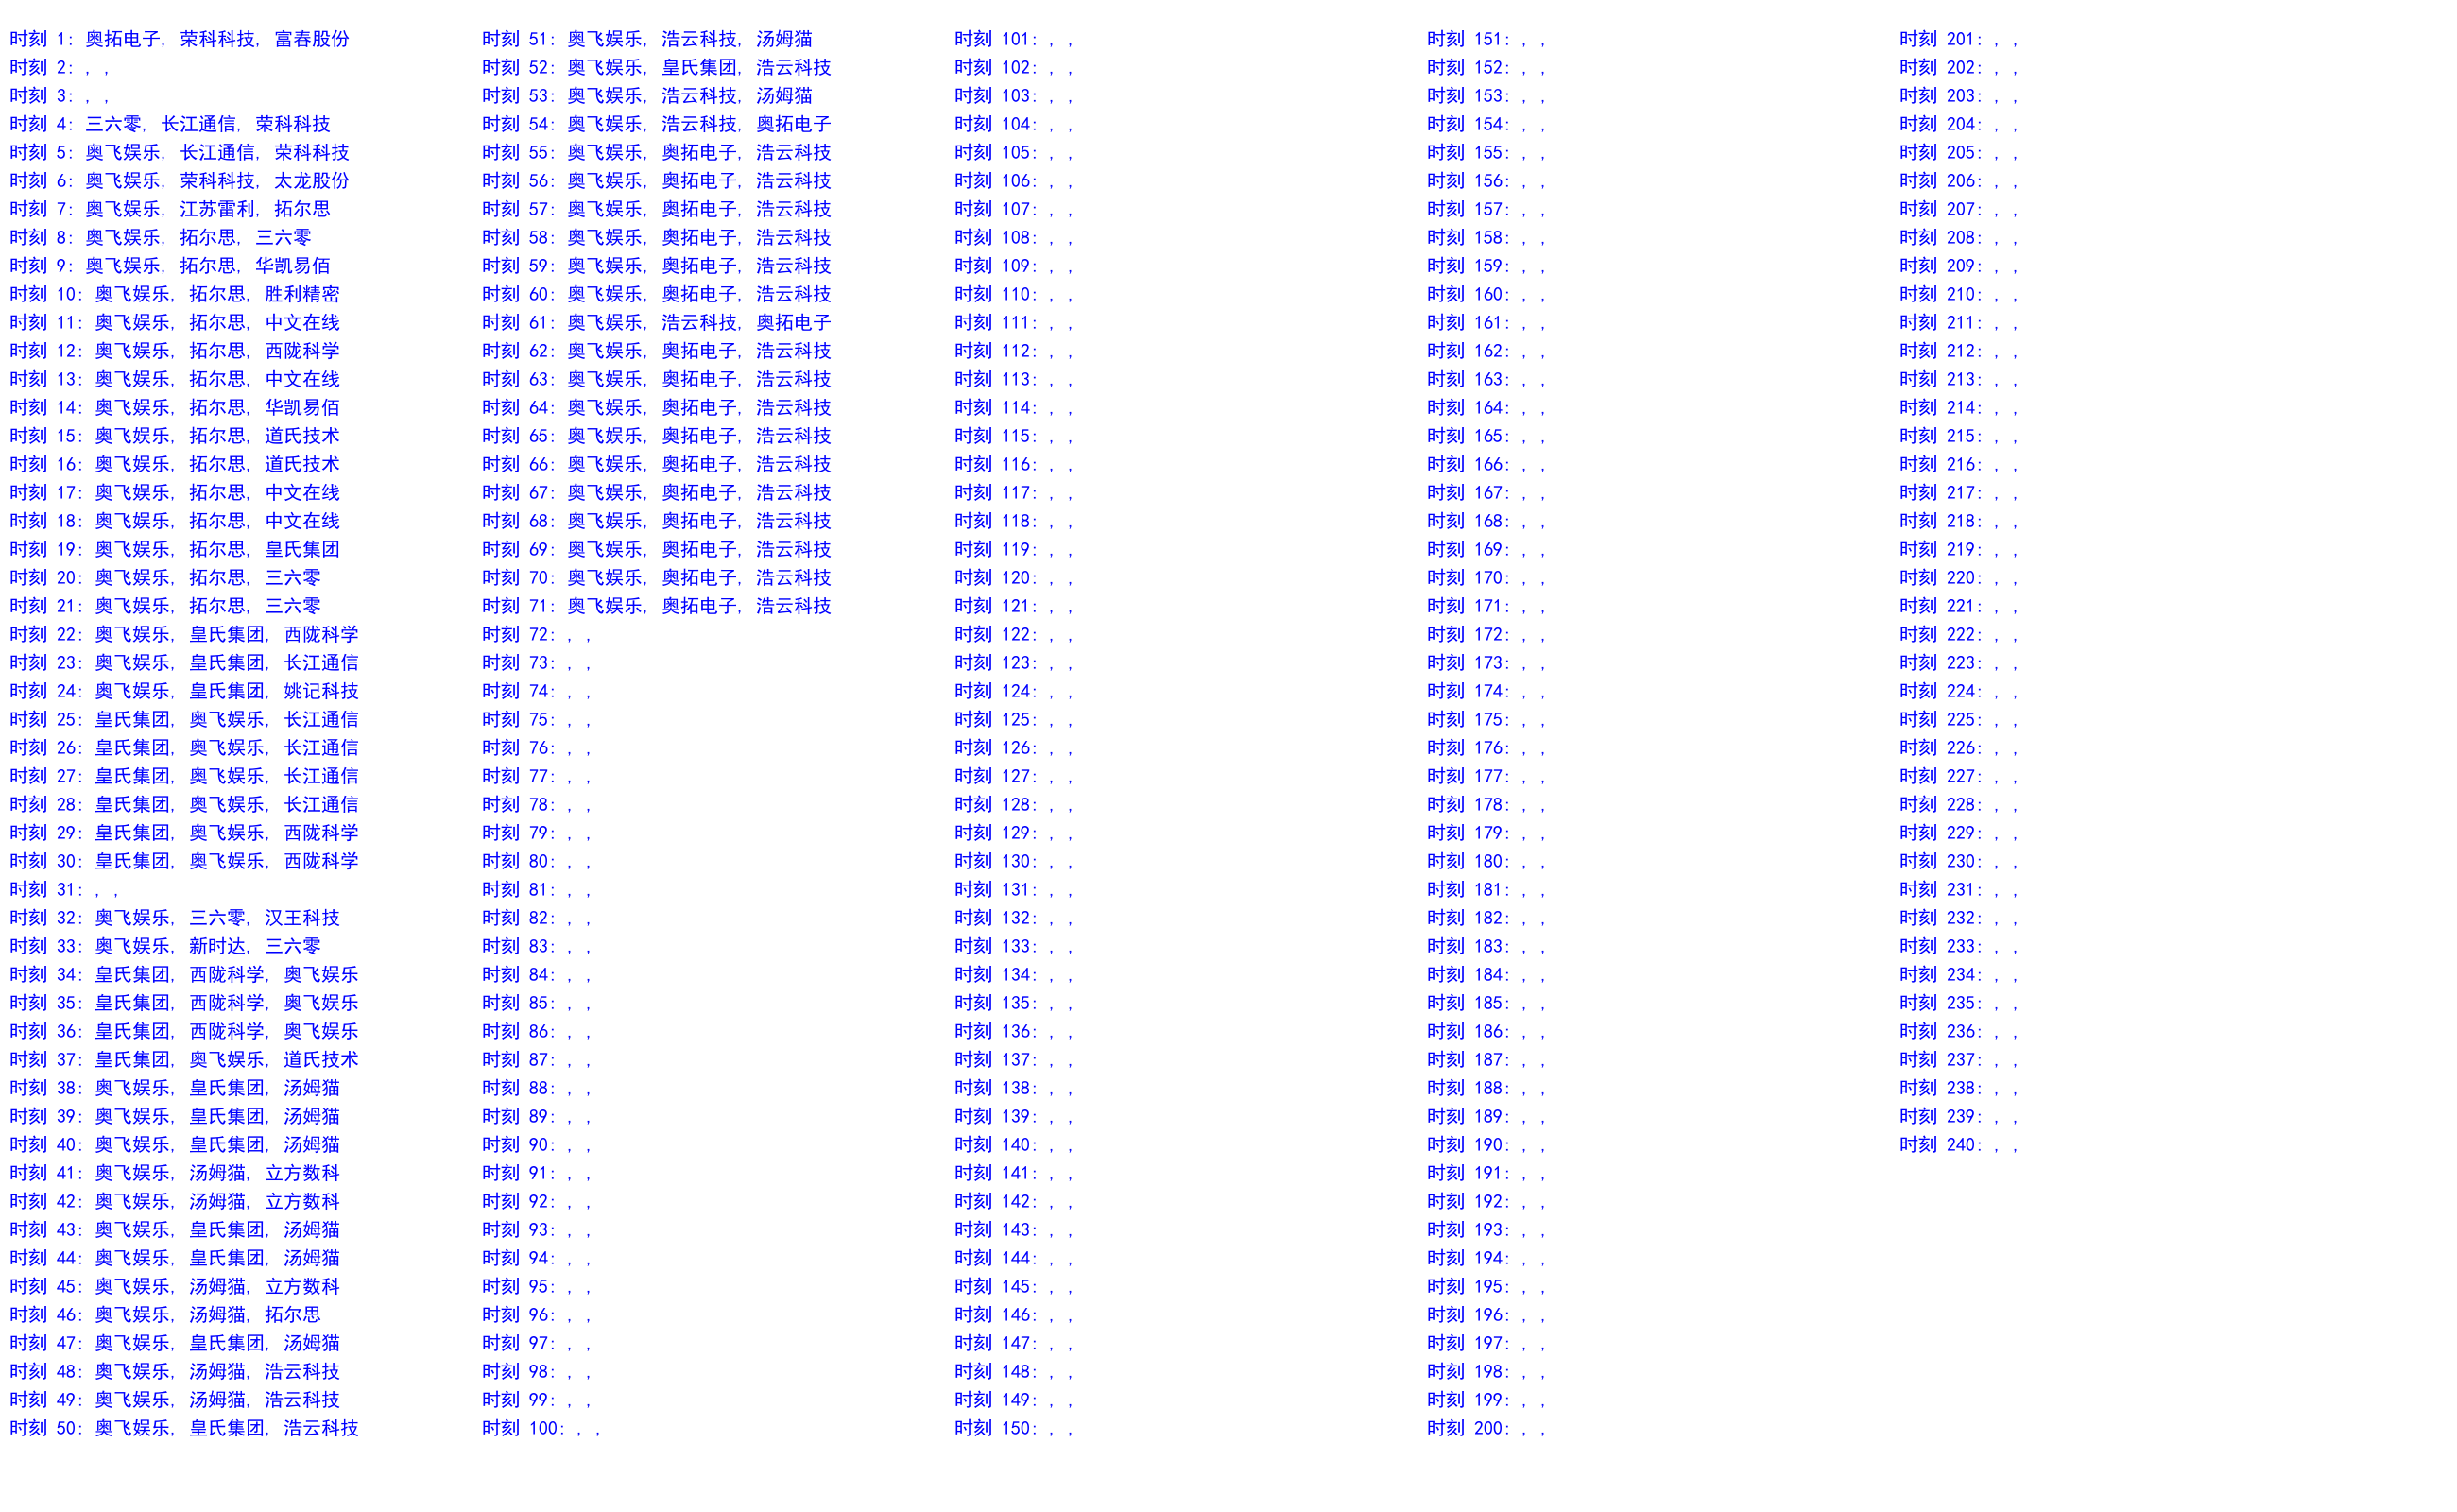 时刻 1: 奥拓电子, 荣科科技, 富春股份
时刻 2: , ,
时刻 3: , ,
时刻 4: 三六零, 长江通信, 荣科科技
时刻 5: 奥飞娱乐, 长江通信, 荣科科技
时刻 6: 奥飞娱乐, 荣科科技, 太龙股份
时刻 7: 奥飞娱乐, 江苏雷利, 拓尔思
时刻 8: 奥飞娱乐, 拓尔思, 三六零
时刻 9: 奥飞娱乐, 拓尔思, 华凯易佰
时刻 10: 奥飞娱乐, 拓尔思, 胜利精密
时刻 11: 奥飞娱乐, 拓尔思, 中文在线
时刻 12: 奥飞娱乐, 拓尔思, 西陇科学
时刻 13: 奥飞娱乐, 拓尔思, 中文在线
时刻 14: 奥飞娱乐, 拓尔思, 华凯易佰
时刻 15: 奥飞娱乐, 拓尔思, 道氏技术
时刻 16: 奥飞娱乐, 拓尔思, 道氏技术
时刻 17: 奥飞娱乐, 拓尔思, 中文在线
时刻 18: 奥飞娱乐, 拓尔思, 中文在线
时刻 19: 奥飞娱乐, 拓尔思, 皇氏集团
时刻 20: 奥飞娱乐, 拓尔思, 三六零
时刻 21: 奥飞娱乐, 拓尔思, 三六零
时刻 22: 奥飞娱乐, 皇氏集团, 西陇科学
时刻 23: 奥飞娱乐, 皇氏集团, 长江通信
时刻 24: 奥飞娱乐, 皇氏集团, 姚记科技
时刻 25: 皇氏集团, 奥飞娱乐, 长江通信
时刻 26: 皇氏集团, 奥飞娱乐, 长江通信
时刻 27: 皇氏集团, 奥飞娱乐, 长江通信
时刻 28: 皇氏集团, 奥飞娱乐, 长江通信
时刻 29: 皇氏集团, 奥飞娱乐, 西陇科学
时刻 30: 皇氏集团, 奥飞娱乐, 西陇科学
时刻 31: , ,
时刻 32: 奥飞娱乐, 三六零, 汉王科技
时刻 33: 奥飞娱乐, 新时达, 三六零
时刻 34: 皇氏集团, 西陇科学, 奥飞娱乐
时刻 35: 皇氏集团, 西陇科学, 奥飞娱乐
时刻 36: 皇氏集团, 西陇科学, 奥飞娱乐
时刻 37: 皇氏集团, 奥飞娱乐, 道氏技术
时刻 38: 奥飞娱乐, 皇氏集团, 汤姆猫
时刻 39: 奥飞娱乐, 皇氏集团, 汤姆猫
时刻 40: 奥飞娱乐, 皇氏集团, 汤姆猫
时刻 41: 奥飞娱乐, 汤姆猫, 立方数科
时刻 42: 奥飞娱乐, 汤姆猫, 立方数科
时刻 43: 奥飞娱乐, 皇氏集团, 汤姆猫
时刻 44: 奥飞娱乐, 皇氏集团, 汤姆猫
时刻 45: 奥飞娱乐, 汤姆猫, 立方数科
时刻 46: 奥飞娱乐, 汤姆猫, 拓尔思
时刻 47: 奥飞娱乐, 皇氏集团, 汤姆猫
时刻 48: 奥飞娱乐, 汤姆猫, 浩云科技
时刻 49: 奥飞娱乐, 汤姆猫, 浩云科技
时刻 50: 奥飞娱乐, 皇氏集团, 浩云科技
时刻 51: 奥飞娱乐, 浩云科技, 汤姆猫
时刻 52: 奥飞娱乐, 皇氏集团, 浩云科技
时刻 53: 奥飞娱乐, 浩云科技, 汤姆猫
时刻 54: 奥飞娱乐, 浩云科技, 奥拓电子
时刻 55: 奥飞娱乐, 奥拓电子, 浩云科技
时刻 56: 奥飞娱乐, 奥拓电子, 浩云科技
时刻 57: 奥飞娱乐, 奥拓电子, 浩云科技
时刻 58: 奥飞娱乐, 奥拓电子, 浩云科技
时刻 59: 奥飞娱乐, 奥拓电子, 浩云科技
时刻 60: 奥飞娱乐, 奥拓电子, 浩云科技
时刻 61: 奥飞娱乐, 浩云科技, 奥拓电子
时刻 62: 奥飞娱乐, 奥拓电子, 浩云科技
时刻 63: 奥飞娱乐, 奥拓电子, 浩云科技
时刻 64: 奥飞娱乐, 奥拓电子, 浩云科技
时刻 65: 奥飞娱乐, 奥拓电子, 浩云科技
时刻 66: 奥飞娱乐, 奥拓电子, 浩云科技
时刻 67: 奥飞娱乐, 奥拓电子, 浩云科技
时刻 68: 奥飞娱乐, 奥拓电子, 浩云科技
时刻 69: 奥飞娱乐, 奥拓电子, 浩云科技
时刻 70: 奥飞娱乐, 奥拓电子, 浩云科技
时刻 71: 奥飞娱乐, 奥拓电子, 浩云科技
时刻 72: , ,
时刻 73: , ,
时刻 74: , ,
时刻 75: , ,
时刻 76: , ,
时刻 77: , ,
时刻 78: , ,
时刻 79: , ,
时刻 80: , ,
时刻 81: , ,
时刻 82: , ,
时刻 83: , ,
时刻 84: , ,
时刻 85: , ,
时刻 86: , ,
时刻 87: , ,
时刻 88: , ,
时刻 89: , ,
时刻 90: , ,
时刻 91: , ,
时刻 92: , ,
时刻 93: , ,
时刻 94: , ,
时刻 95: , ,
时刻 96: , ,
时刻 97: , ,
时刻 98: , ,
时刻 99: , ,
时刻 100: , ,
时刻 101: , ,
时刻 102: , ,
时刻 103: , ,
时刻 104: , ,
时刻 105: , ,
时刻 106: , ,
时刻 107: , ,
时刻 108: , ,
时刻 109: , ,
时刻 110: , ,
时刻 111: , ,
时刻 112: , ,
时刻 113: , ,
时刻 114: , ,
时刻 115: , ,
时刻 116: , ,
时刻 117: , ,
时刻 118: , ,
时刻 119: , ,
时刻 120: , ,
时刻 121: , ,
时刻 122: , ,
时刻 123: , ,
时刻 124: , ,
时刻 125: , ,
时刻 126: , ,
时刻 127: , ,
时刻 128: , ,
时刻 129: , ,
时刻 130: , ,
时刻 131: , ,
时刻 132: , ,
时刻 133: , ,
时刻 134: , ,
时刻 135: , ,
时刻 136: , ,
时刻 137: , ,
时刻 138: , ,
时刻 139: , ,
时刻 140: , ,
时刻 141: , ,
时刻 142: , ,
时刻 143: , ,
时刻 144: , ,
时刻 145: , ,
时刻 146: , ,
时刻 147: , ,
时刻 148: , ,
时刻 149: , ,
时刻 150: , ,
时刻 151: , ,
时刻 152: , ,
时刻 153: , ,
时刻 154: , ,
时刻 155: , ,
时刻 156: , ,
时刻 157: , ,
时刻 158: , ,
时刻 159: , ,
时刻 160: , ,
时刻 161: , ,
时刻 162: , ,
时刻 163: , ,
时刻 164: , ,
时刻 165: , ,
时刻 166: , ,
时刻 167: , ,
时刻 168: , ,
时刻 169: , ,
时刻 170: , ,
时刻 171: , ,
时刻 172: , ,
时刻 173: , ,
时刻 174: , ,
时刻 175: , ,
时刻 176: , ,
时刻 177: , ,
时刻 178: , ,
时刻 179: , ,
时刻 180: , ,
时刻 181: , ,
时刻 182: , ,
时刻 183: , ,
时刻 184: , ,
时刻 185: , ,
时刻 186: , ,
时刻 187: , ,
时刻 188: , ,
时刻 189: , ,
时刻 190: , ,
时刻 191: , ,
时刻 192: , ,
时刻 193: , ,
时刻 194: , ,
时刻 195: , ,
时刻 196: , ,
时刻 197: , ,
时刻 198: , ,
时刻 199: , ,
时刻 200: , ,
时刻 201: , ,
时刻 202: , ,
时刻 203: , ,
时刻 204: , ,
时刻 205: , ,
时刻 206: , ,
时刻 207: , ,
时刻 208: , ,
时刻 209: , ,
时刻 210: , ,
时刻 211: , ,
时刻 212: , ,
时刻 213: , ,
时刻 214: , ,
时刻 215: , ,
时刻 216: , ,
时刻 217: , ,
时刻 218: , ,
时刻 219: , ,
时刻 220: , ,
时刻 221: , ,
时刻 222: , ,
时刻 223: , ,
时刻 224: , ,
时刻 225: , ,
时刻 226: , ,
时刻 227: , ,
时刻 228: , ,
时刻 229: , ,
时刻 230: , ,
时刻 231: , ,
时刻 232: , ,
时刻 233: , ,
时刻 234: , ,
时刻 235: , ,
时刻 236: , ,
时刻 237: , ,
时刻 238: , ,
时刻 239: , ,
时刻 240: , ,